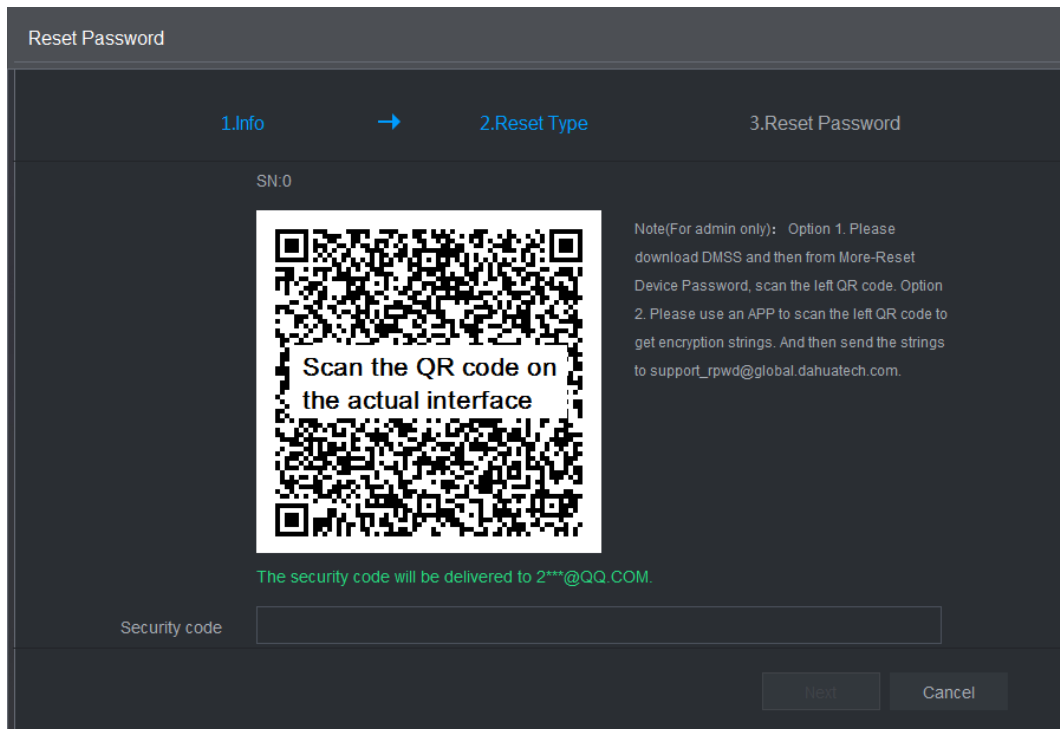 Reset Password
1.Info → 2.Reset Type 3.Reset Password
SN:0
Scan the QR code on
the actual interface
Note(For admin only)： Option 1. Please
download DMSS and then from More-Reset
Device Password, scan the left QR code. Option
2. Please use an APP to scan the left QR code to
get encryption strings. And then send the strings
to support_rpwd@global.dahuatech.com.
The security code will be delivered to 2***@QQ.COM.
Security code
Next Cancel